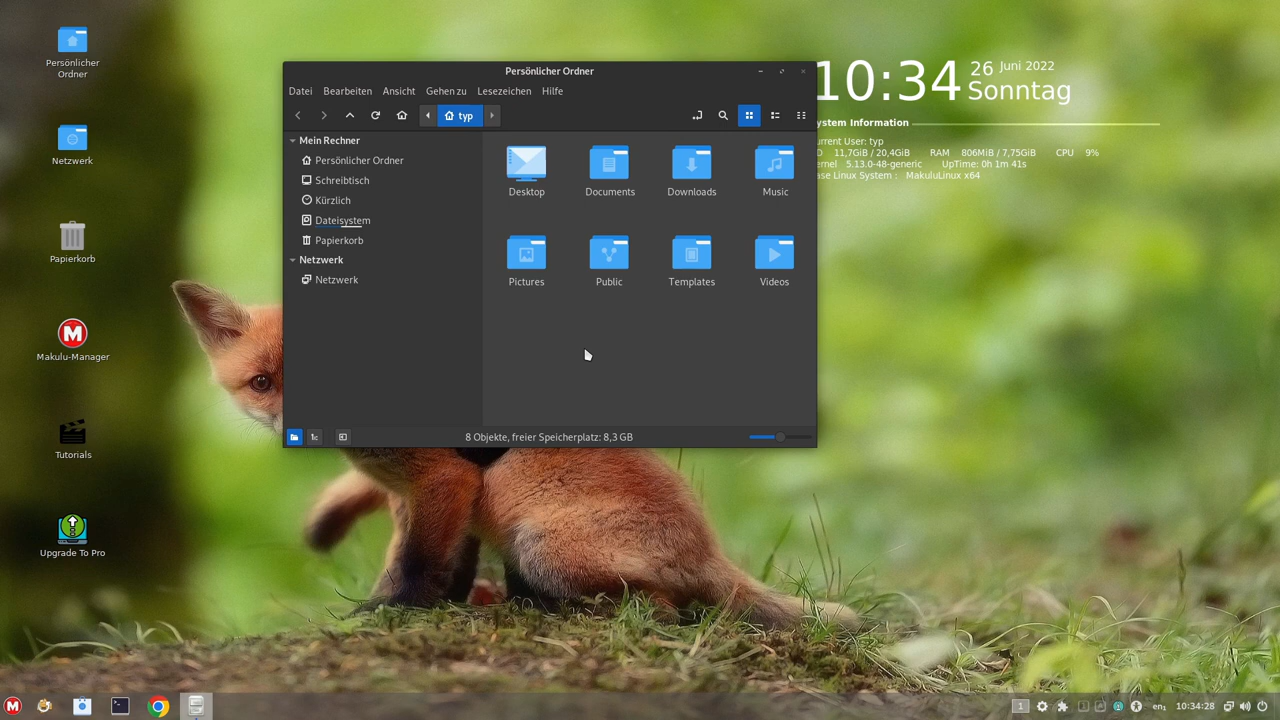 Persönlicher
Ordner
Netzwerk
Papierkorb
Makulu-Manager
Tutorials
Upgrade To Pro
Persönlicher Ordner
Datei Bearbeiten Ansicht Gehen zu Lesezeichen Hilfe
typ
Mein Rechner
Persönlicher Ordner
Schreibtisch
Kürzlich
Dateisystem
Papierkorb
Netzwerk
Netzwerk
Desktop Documents Downloads Music
Pictures Public Templates Videos
8 Objekte, freier Speicherplatz: 8,3 GB
10:34 26 Juni 2022
Sonntag
ystem Information
urrent User: typ
11,7GiB / 20,4GiB RAM 806MiB / 7,75GiB CPU 9%
ernel 5.13.0-48-generic UpTime: 0h 1m 41s
ase Linux System : MakuluLinux x64
1 en₁ 10:34:28